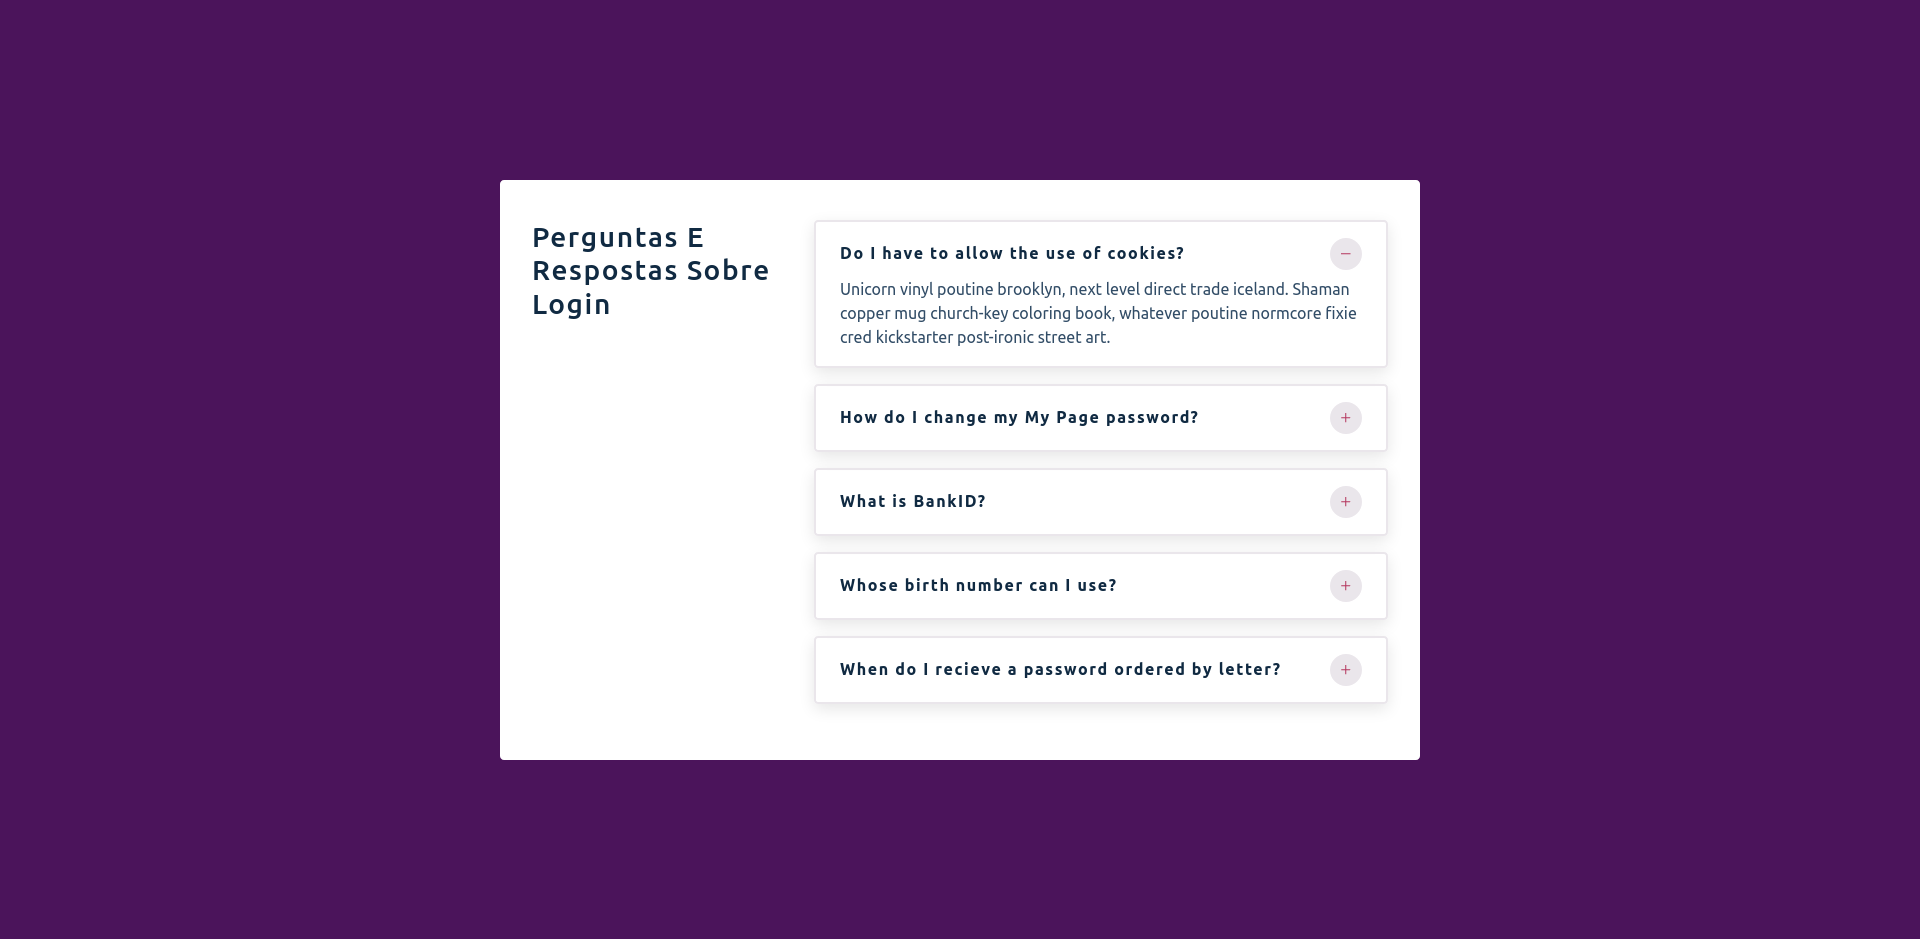 Perguntas E
Respostas Sobre
Login
Do I have to allow the use of cookies?
Unicorn vinyl poutine brooklyn, next level direct trade iceland. Shaman
copper mug church-key coloring book, whatever poutine normcore fixie
cred kickstarter post-ironic street art.
How do I change my My Page password?
What is BankID?
Whose birth number can I use?
When do I recieve a password ordered by letter?